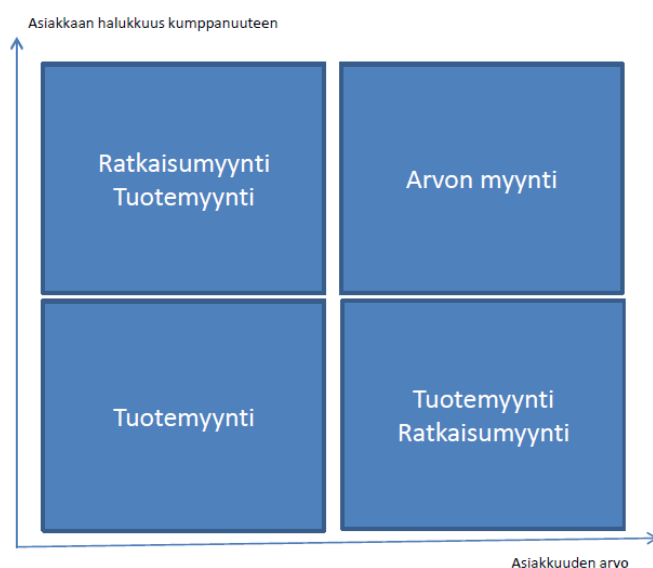 Asiakkaan halukkuus kumppanuuteen
Ratkaisumyynti
Tuotemyynti
Arvon myynti
Tuotemyynti
Tuotemyynti
Ratkaisumyynti
Asiakkuuden arvo